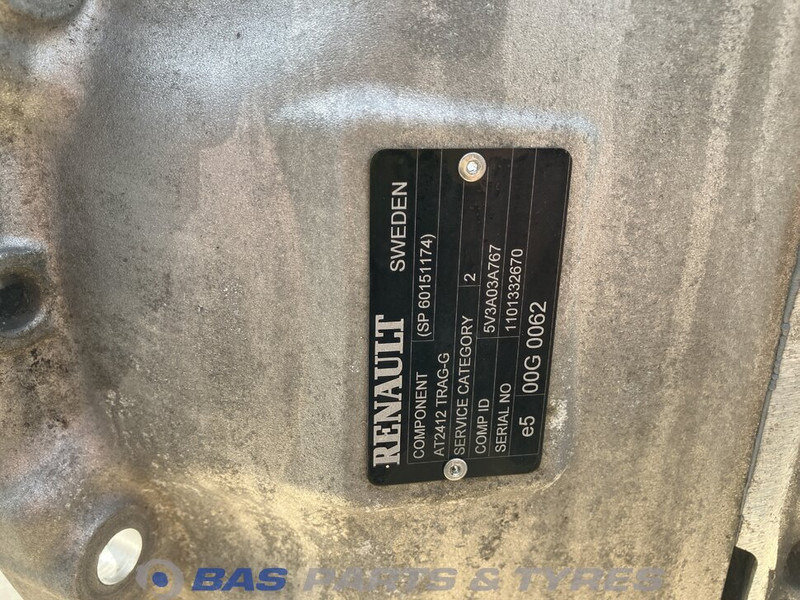 RENAULT SWEDEN
COMPONENT (SP 60151174)
AT2412 TRAG-G
SERVICE CATEGORY 2
COMP ID 5V3A03A767
SERIAL NO 1101332670
e5 00G 0062
BAS PARTS & TYRES